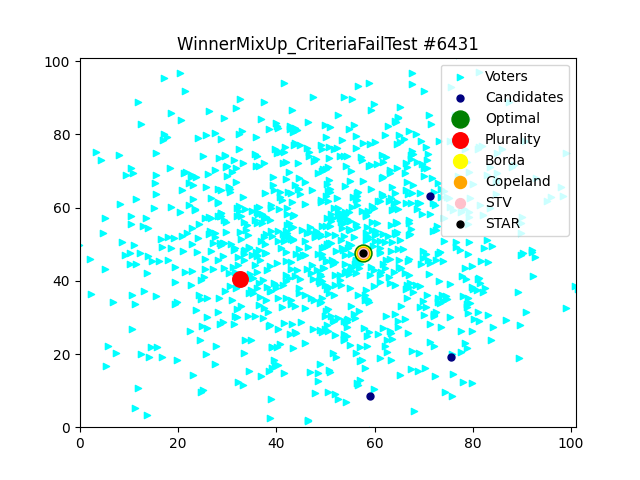 WinnerMixUp_CriteriaFailTest #6431
100
80
60
40
20
0
0 20 40 60 80 100
Voters
Candidates
Optimal
Plurality
Borda
Copeland
STV
STAR